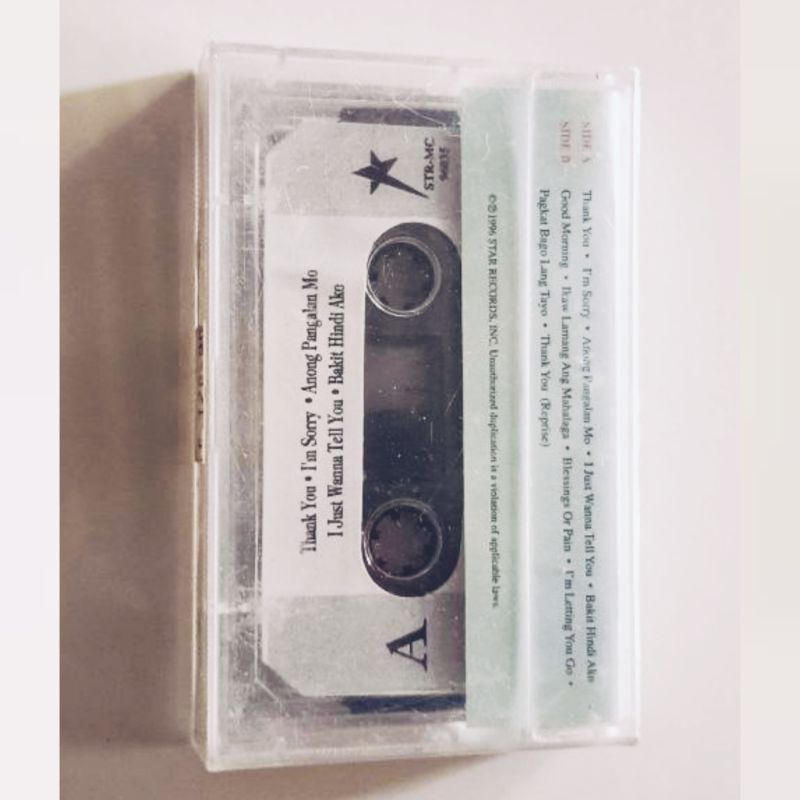 STR-MC
96035
Thank You • I'm Sorry • Anong Pangalan Mo
I Just Wanna Tell You • Bakit Hindi Ako
A
SIDE A Thank You • I'm Sorry • Anong Pangalan Mo • I Just Wanna Tell You • Bakit Hindi Ako
SIDE B Good Morning • Ikaw Lamang Ang Mahalaga • Blessings Or Pain • I'm Letting You Go •
Pagkat Bago Lang Tayo • Thank You (Reprise)
©℗ 1996 STAR RECORDS, INC. Unauthorized duplication is a violation of applicable laws.